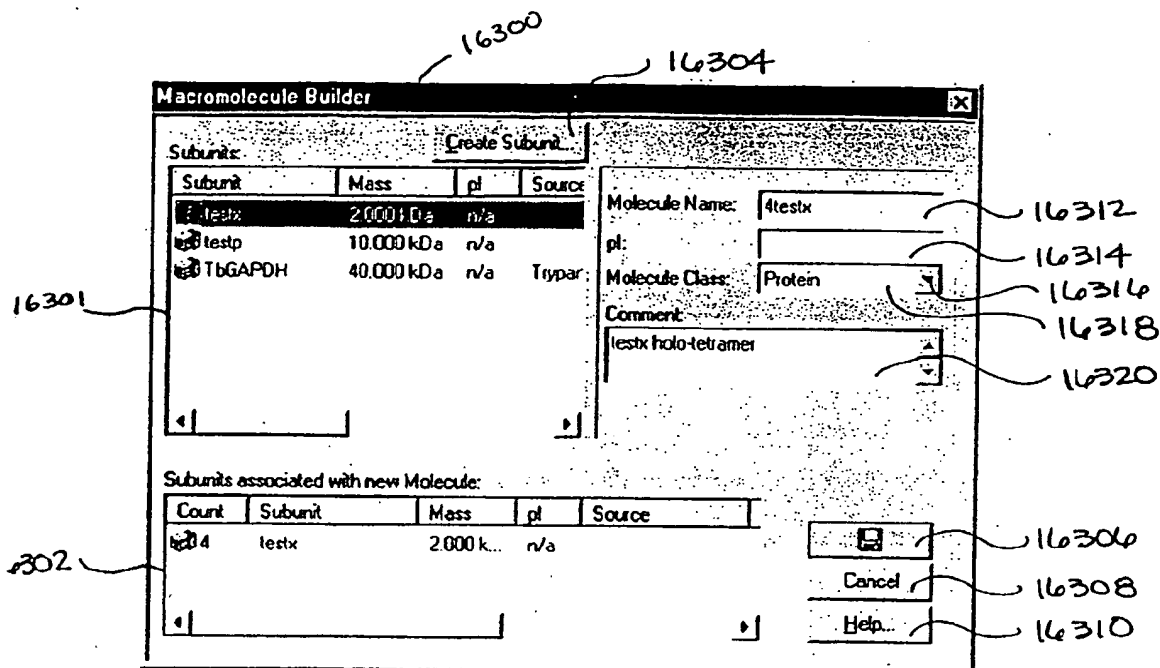 16300
16304
Macromolecule Builder
Subunits:
Create Subunit...
Subunit Mass pI Source
testx 2.000 kDa n/a
testp 10.000 kDa n/a
TbGAPDH 40.000 kDa n/a Trypar
16301
Molecule Name: 4testx
16312
pI:
16314
Molecule Class: Protein
16316
16318
Comment:
testx holo-tetramer
16320
Subunits associated with new Molecule:
Count Subunit Mass pI Source
4 testx 2.000 k... n/a
6302
16306
Cancel
16308
Help...
16310